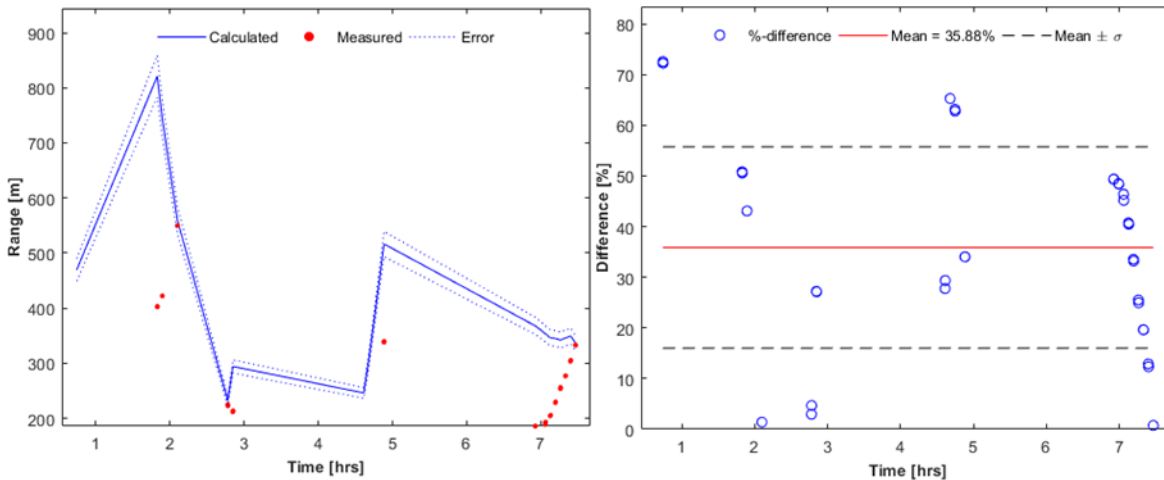 900
800
700
600
500
400
300
200
Range [m]
Calculated
Measured
Error
1 2 3 4 5 6 7
Time [hrs]
80
70
60
50
40
30
20
10
0
Difference [%]
%-difference
Mean = 35.88%
Mean ± σ
1 2 3 4 5 6 7
Time [hrs]